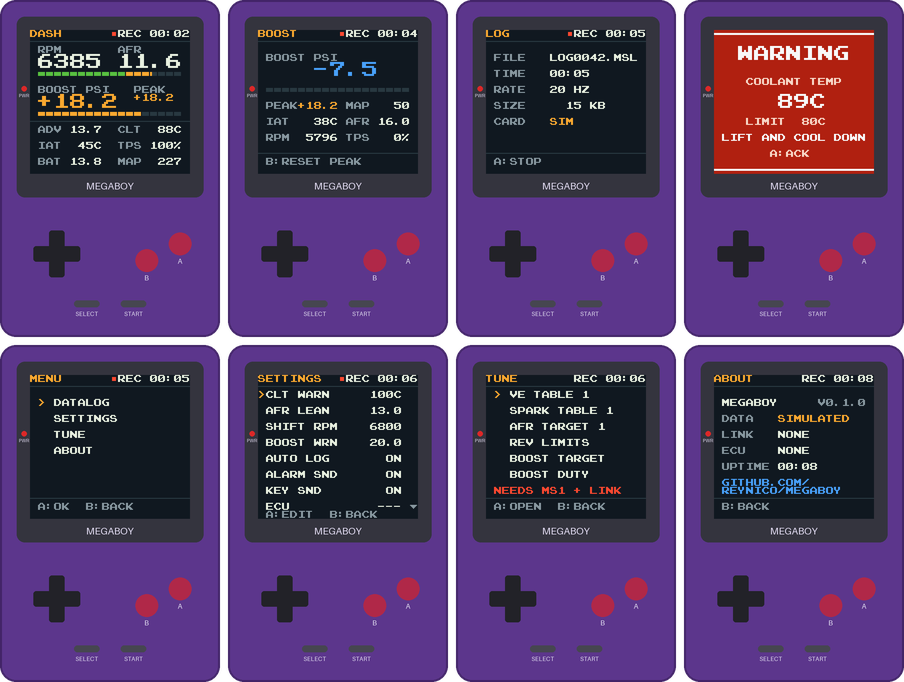 DASH REC 00:02
RPM AFR
6385 11.6
BOOST PSI PEAK
+18.2 +18.2
ADV 13.7 CLT 88C
IAT 45C TPS 100%
BAT 13.8 MAP 227
PWR
MEGABOY
B A
SELECT START
BOOST REC 00:04
BOOST PSI
-7.5
PEAK+18.2 MAP 50
IAT 38C AFR 16.0
RPM 5796 TPS 0%
B:RESET PEAK
PWR
MEGABOY
B A
SELECT START
LOG REC 00:05
FILE LOG0042.MSL
TIME 00:05
RATE 20 HZ
SIZE 15 KB
CARD SIM
A:STOP
PWR
MEGABOY
B A
SELECT START
WARNING
COOLANT TEMP
89C
LIMIT 80C
LIFT AND COOL DOWN
A:ACK
PWR
MEGABOY
B A
SELECT START
MENU REC 00:05
> DATALOG
SETTINGS
TUNE
ABOUT
A:OK B:BACK
PWR
MEGABOY
B A
SELECT START
SETTINGS REC 00:06
>CLT WARN 100C
AFR LEAN 13.0
SHIFT RPM 6800
BOOST WRN 20.0
AUTO LOG ON
ALARM SND ON
KEY SND ON
ECU ---
A:EDIT B:BACK
PWR
MEGABOY
B A
SELECT START
TUNE REC 00:06
> VE TABLE 1
SPARK TABLE 1
AFR TARGET 1
REV LIMITS
BOOST TARGET
BOOST DUTY
NEEDS MS1 + LINK
A:OPEN B:BACK
PWR
MEGABOY
B A
SELECT START
ABOUT REC 00:08
MEGABOY V0.1.0
DATA SIMULATED
LINK NONE
ECU NONE
UPTIME 00:08
GITHUB.COM/
REYNICO/MEGABOY
B:BACK
PWR
MEGABOY
B A
SELECT START